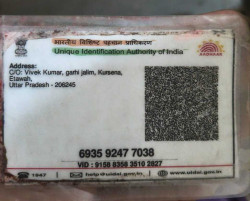 भारतीय विशिष्ट पहचान प्राधिकरण
Unique Identification Authority of India
AADHAAR
Address:
C/O: Vivek Kumar, garhi jalim, Kursena,
Etawah,
Uttar Pradesh - 206245
6935 9247 7038
VID : 9158 8356 3510 2827
1947
help@uidai.gov.in
www.uidai.gov.in